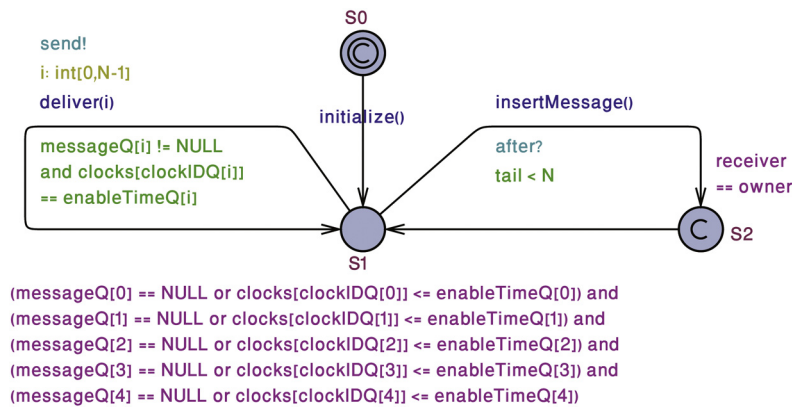 S0
send!
i: int[0,N-1]
deliver(i)
messageQ[i] != NULL
and clocks[clockIDQ[i]]
== enableTimeQ[i]
initialize()
insertMessage()
after?
tail < N
receiver
== owner
C
C
S1
S2
(messageQ[0] == NULL or clocks[clockIDQ[0]] <= enableTimeQ[0]) and
(messageQ[1] == NULL or clocks[clockIDQ[1]] <= enableTimeQ[1]) and
(messageQ[2] == NULL or clocks[clockIDQ[2]] <= enableTimeQ[2]) and
(messageQ[3] == NULL or clocks[clockIDQ[3]] <= enableTimeQ[3]) and
(messageQ[4] == NULL or clocks[clockIDQ[4]] <= enableTimeQ[4])